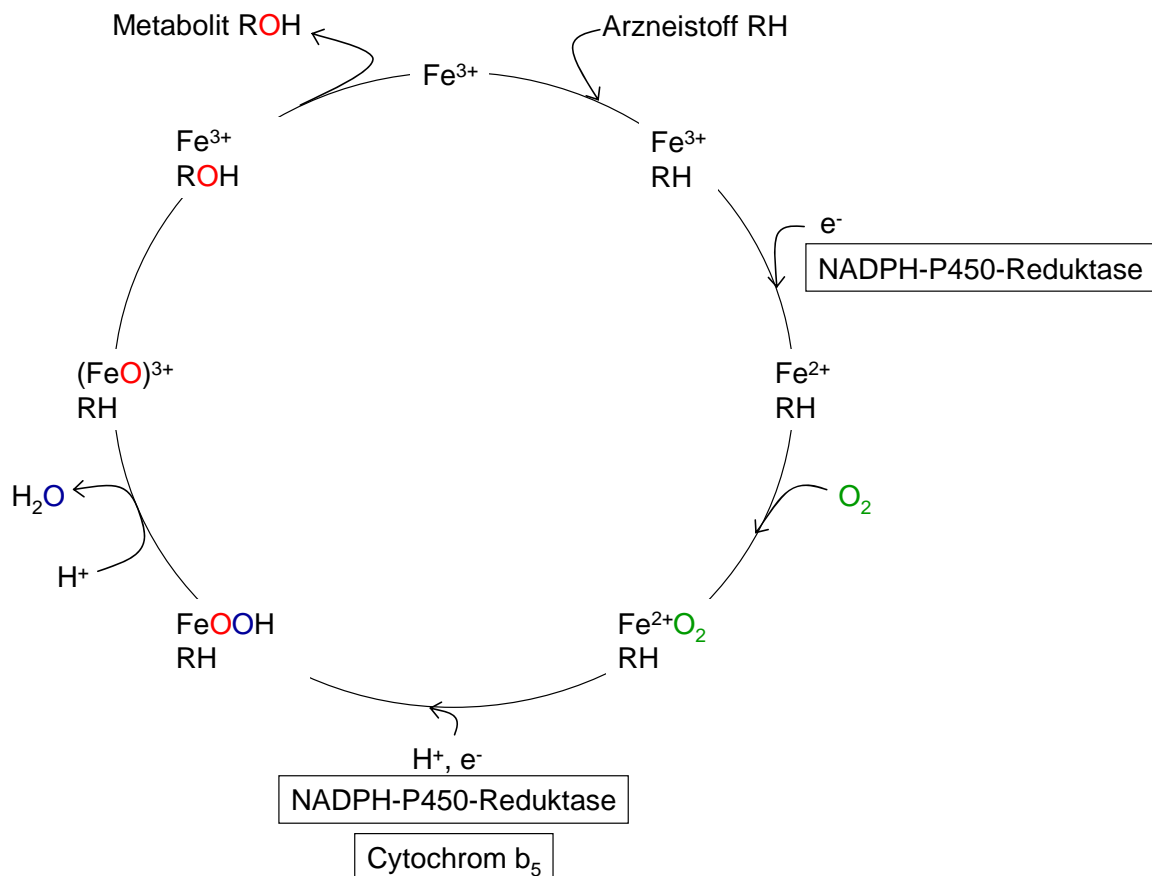 Metabolit ROH
Arzneistoff RH
Fe³⁺
Fe³⁺
RH
e⁻
NADPH-P450-Reduktase
Fe²⁺
RH
O₂
Fe²⁺O₂
RH
H⁺, e⁻
NADPH-P450-Reduktase
Cytochrom b₅
FeOOH
RH
H⁺
H₂O
(FeO)³⁺
RH
Fe³⁺
ROH